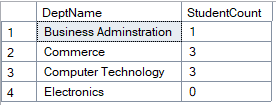 DeptName StudentCount
1 Business Adminstration 1
2 Commerce 3
3 Computer Technology 3
4 Electronics 0